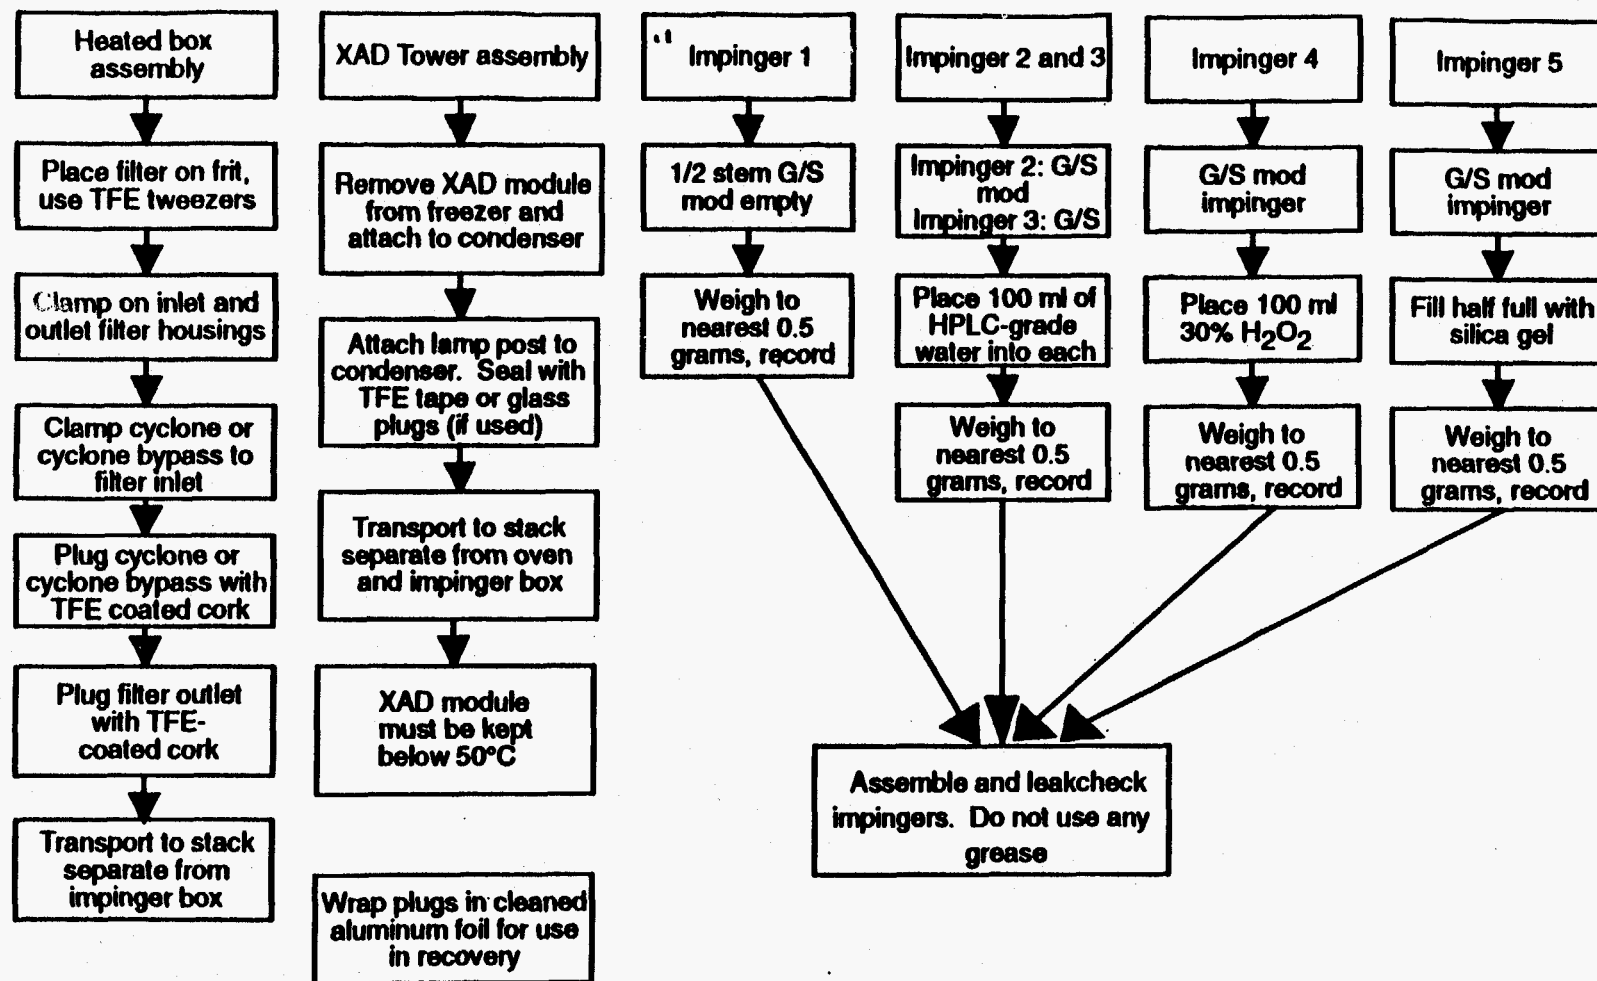 Heated box
assembly
Place filter on frit,
use TFE tweezers
Clamp on inlet and
outlet filter housings
Clamp cyclone or
cyclone bypass to
filter inlet
Plug cyclone or
cyclone bypass with
TFE coated cork
Plug filter outlet
with TFE-
coated cork
Transport to stack
separate from
impinger box
XAD Tower assembly
Remove XAD module
from freezer and
attach to condenser
Attach lamp post to
condenser. Seal with
TFE tape or glass
plugs (if used)
Transport to stack
separate from oven
and impinger box
XAD module
must be kept
below 50°C
Wrap plugs in cleaned
aluminum foil for use
in recovery
Impinger 1
1/2 stem G/S
mod empty
Weigh to
nearest 0.5
grams, record
Impinger 2 and 3
Impinger 2: G/S
mod
Impinger 3: G/S
Place 100 ml of
HPLC-grade
water into each
Weigh to
nearest 0.5
grams, record
Impinger 4
G/S mod
impinger
Place 100 ml
30% H₂O₂
Weigh to
nearest 0.5
grams, record
Impinger 5
G/S mod
impinger
Fill half full with
silica gel
Weigh to
nearest 0.5
grams, record
Assemble and leakcheck
impingers. Do not use any
grease